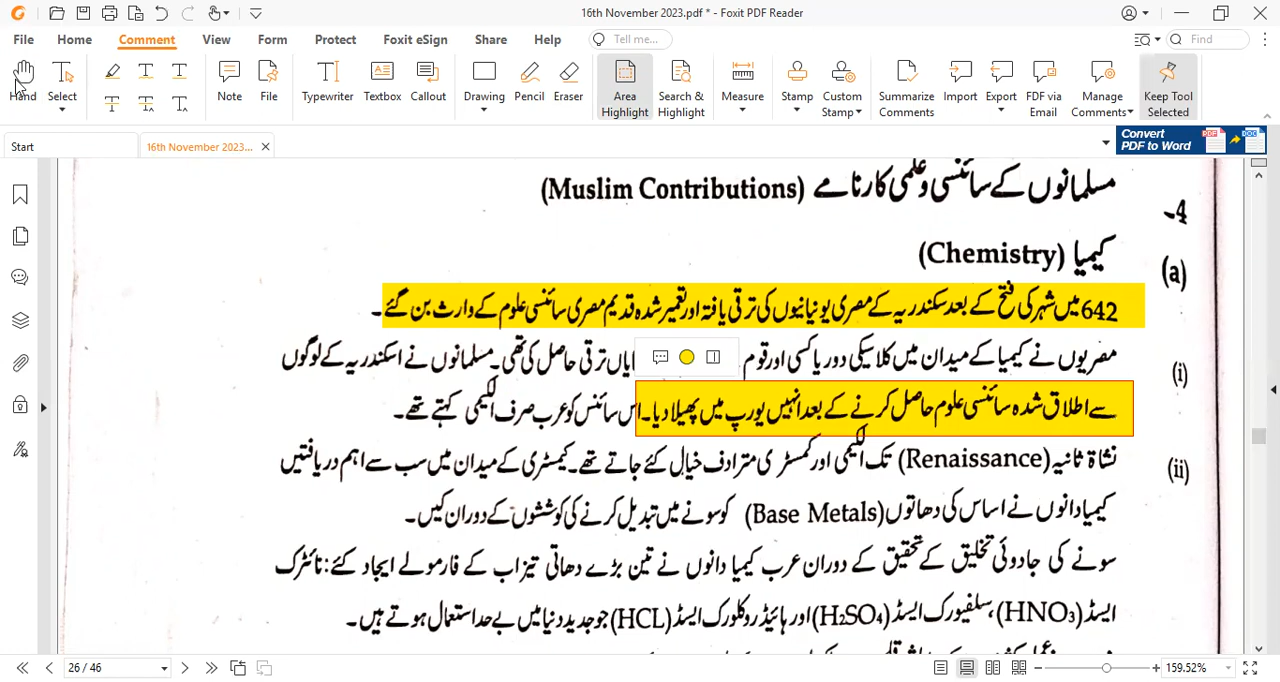 16th November 2023.pdf * - Foxit PDF Reader
File Home Comment View Form Protect Foxit eSign Share Help Tell me... Find
Hand Select Note File Typewriter Textbox Callout Drawing Pencil Eraser Area Highlight Search & Highlight Measure Stamp Custom Stamp Summarize Comments Import Export FDF via Email Manage Comments Keep Tool Selected
Start 16th November 2023... Convert PDF to Word PDF DOC
4۔ مسلمانوں کے سائنسی و علمی کارنامے (Muslim Contributions)
(a) کیمیا (Chemistry)
642 میں شہر کی فتح کے بعد سکندریہ کے مصری یونیانیوں کی ترقی یافتہ اور تعمیر شدہ قدیم مصری سائنسی علوم کے وارث بن گئے۔
(i) مصریوں نے کیمیا کے میدان میں کلاسیکی دور یا کسی اور قوم ایاں ترقی حاصل کی تھی۔ مسلمانوں نے اسکندریہ کے لوگوں
سے اطلاق شدہ سائنسی علوم حاصل کرنے کے بعد انہیں یورپ میں پھیلا دیا۔ اس سائنس کو عرب صرف الکیمی کہتے تھے۔
(ii) نشاۃ ثانیہ (Renaissance) تک الکیمی اور کمسٹری مترادف خیال کئے جاتے تھے۔ کیمسٹری کے میدان میں سب سے اہم دریافتیں
کیمیا دانوں نے اساس کی دھاتوں (Base Metals) کو سونے میں تبدیل کرنے کی کوششوں کے دوران کیں۔
سونے کی جادوئی تخلیق کے تحقیق کے دوران عرب کیمیا دانوں نے تین بڑے دھاتی تیزاب کے فارمولے ایجاد کئے: نائٹرک
ایسڈ (HNO₃)، سلفیورک ایسڈ (H₂SO₄) اور ہائیڈروکلورک ایسڈ (HCL) جو جدید دنیا میں بے حد استعمال ہوتے ہیں۔
26 / 46 159.52%